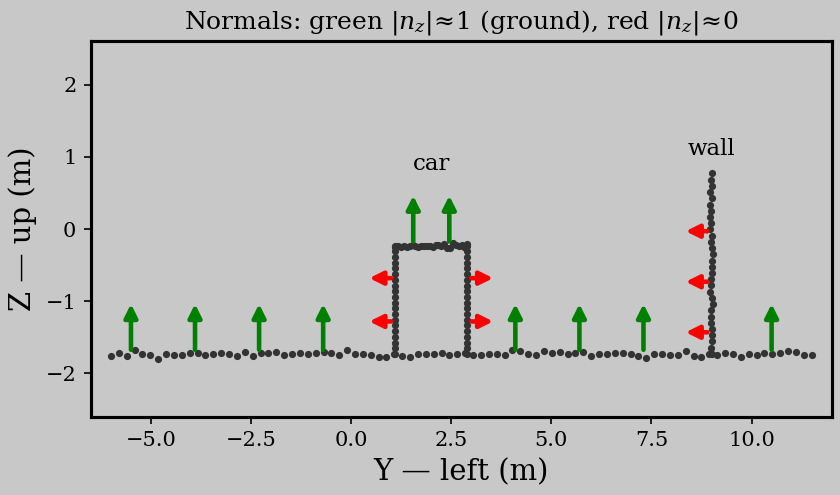 Normals: green |n_z|≈1 (ground), red |n_z|≈0
Z — up (m)
2
1
0
−1
−2
car
wall
−5.0
−2.5
0.0
2.5
5.0
7.5
10.0
Y — left (m)